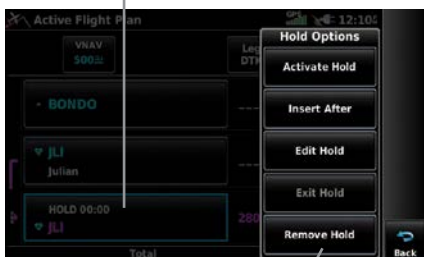 Active Flight Plan
GPS
12:10
Hold Options
VNAV
500
Leg
DTK
Activate Hold
BONDO
Insert After
JLI
Julian
Edit Hold
Exit Hold
HOLD 00:00
JLI
280
Remove Hold
Total
Back